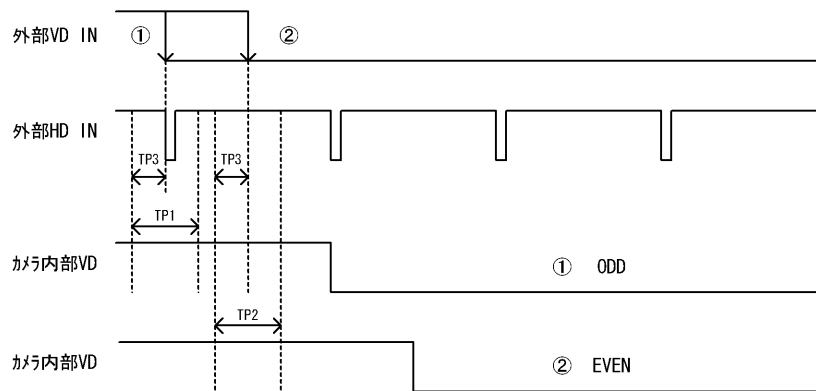 外部VD IN ① ②
外部HD IN
TP3 TP3
TP1
カメラ内部VD ① ODD
TP2
カメラ内部VD ② EVEN